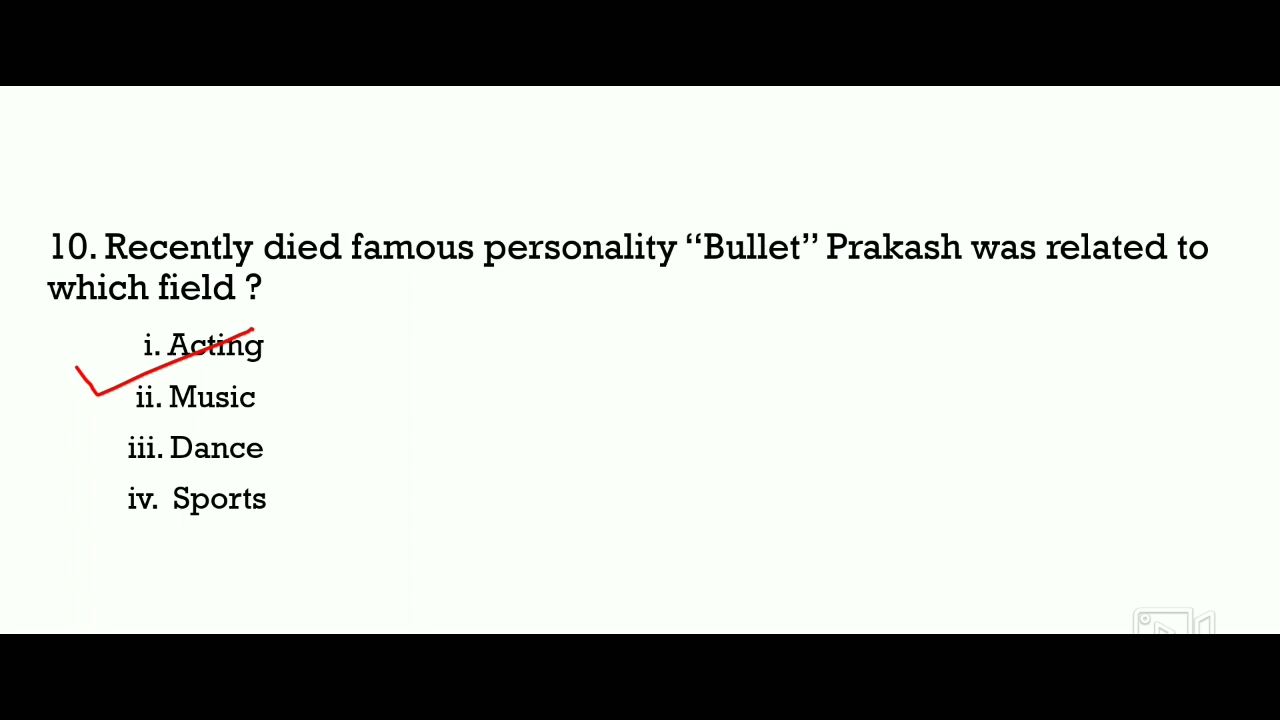 10. Recently died famous personality “Bullet” Prakash was related to
which field ?
i. Acting
ii. Music
iii. Dance
iv. Sports